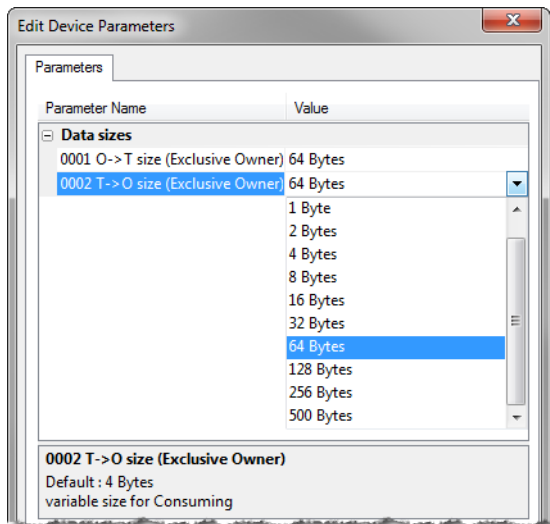 Edit Device Parameters
Parameters
Parameter Name Value
Data sizes
0001 O->T size (Exclusive Owner) 64 Bytes
0002 T->O size (Exclusive Owner) 64 Bytes
1 Byte
2 Bytes
4 Bytes
8 Bytes
16 Bytes
32 Bytes
64 Bytes
128 Bytes
256 Bytes
500 Bytes
0002 T->O size (Exclusive Owner)
Default : 4 Bytes
variable size for Consuming